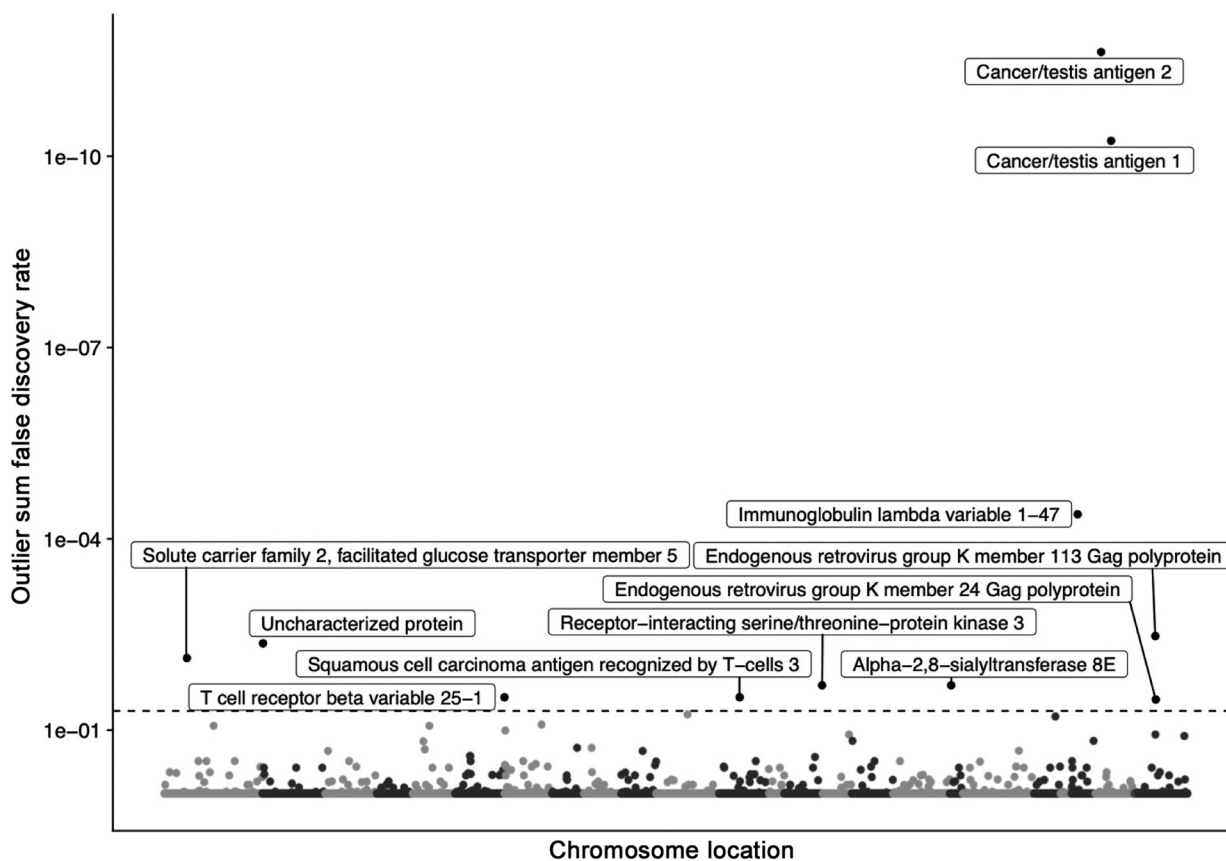 Outlier sum false discovery rate
1e−10
1e−07
1e−04
1e−01
Cancer/testis antigen 2
Cancer/testis antigen 1
Immunoglobulin lambda variable 1−47
Solute carrier family 2, facilitated glucose transporter member 5
Endogenous retrovirus group K member 113 Gag polyprotein
Endogenous retrovirus group K member 24 Gag polyprotein
Uncharacterized protein
Receptor−interacting serine/threonine−protein kinase 3
Squamous cell carcinoma antigen recognized by T−cells 3
Alpha−2,8−sialyltransferase 8E
T cell receptor beta variable 25−1
Chromosome location